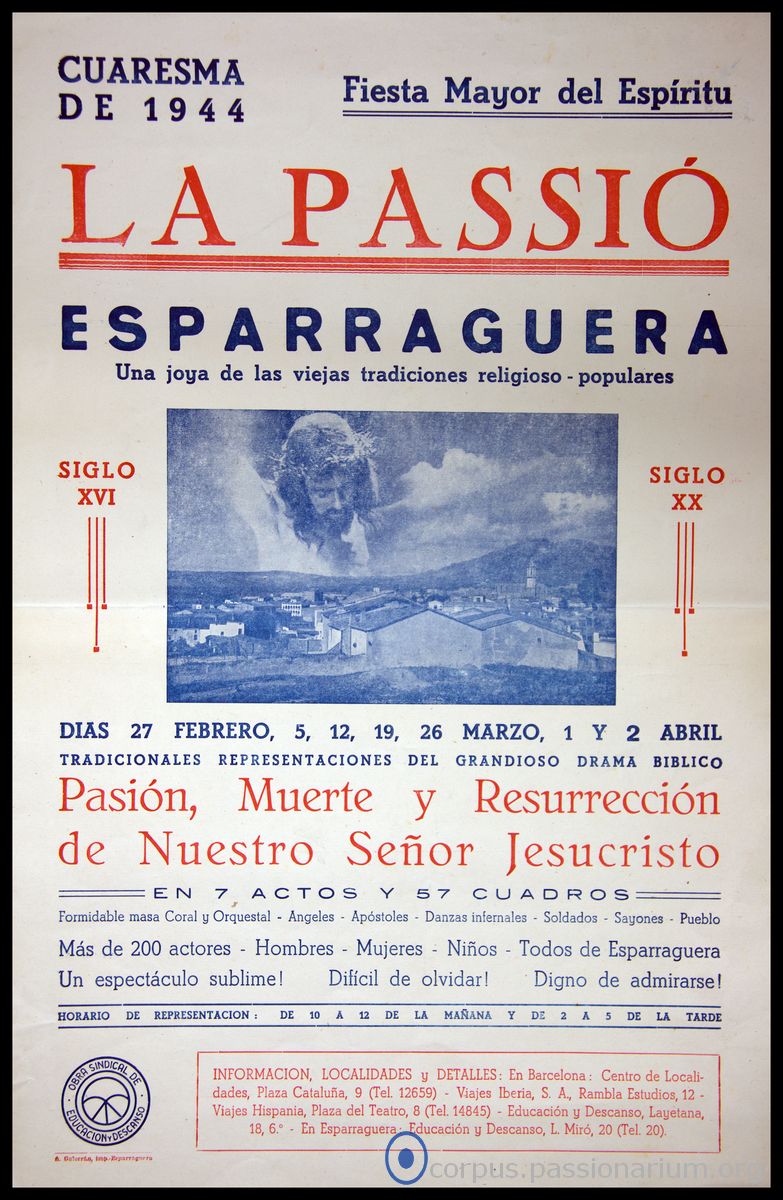 CUARESMA
DE 1944
Fiesta Mayor del Espíritu
LA PASSIÓ
ESPARRAGUERA
Una joya de las viejas tradiciones religioso - populares
SIGLO
XVI
SIGLO
XX
DIAS 27 FEBRERO, 5, 12, 19, 26 MARZO, 1 Y 2 ABRIL
TRADICIONALES REPRESENTACIONES DEL GRANDIOSO DRAMA BIBLICO
Pasión, Muerte y Resurrección
de Nuestro Señor Jesucristo
EN 7 ACTOS Y 57 CUADROS
Formidable masa Coral y Orquestal - Angeles - Apóstoles - Danzas infernales - Soldados - Sayones - Pueblo
Más de 200 actores - Hombres - Mujeres - Niños - Todos de Esparraguera
Un espectáculo sublime! Difícil de olvidar! Digno de admirarse!
HORARIO DE REPRESENTACION: DE 10 A 12 DE LA MAÑANA Y DE 2 A 5 DE LA TARDE
OBRA SINDICAL DE
EDUCACION Y DESCANSO
INFORMACION, LOCALIDADES y DETALLES: En Barcelona: Centro de Locali-
dades, Plaza Cataluña, 9 (Tel. 12659) - Viajes Iberia, S. A., Rambla Estudios, 12 -
Viajes Hispania, Plaza del Teatro, 8 (Tel. 14845) - Educación y Descanso, Layetana,
18, 6.º - En Esparraguera: Educación y Descanso, L. Miró, 20 (Tel. 20).
imp.-Esparraguera
corpus.passionarium.org